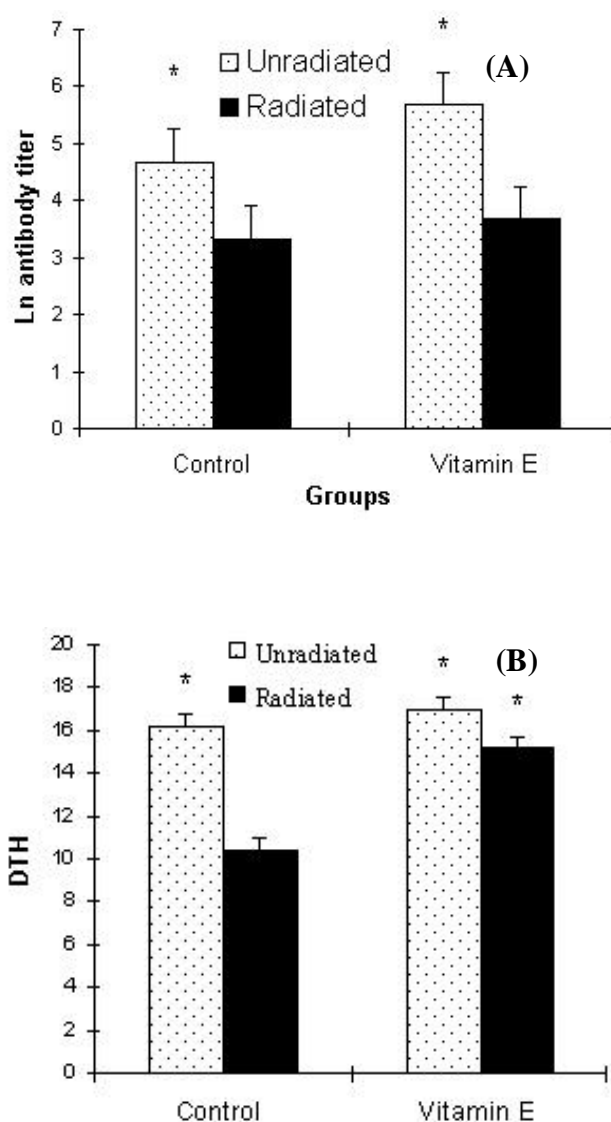 7
6
5
4
3
2
1
0
Ln antibody titer
* *
Unradiated
Radiated
(A)
Control Vitamin E
Groups
20
18
16
14
12
10
8
6
4
2
0
DTH
* * *
Unradiated
Radiated
(B)
Control Vitamin E